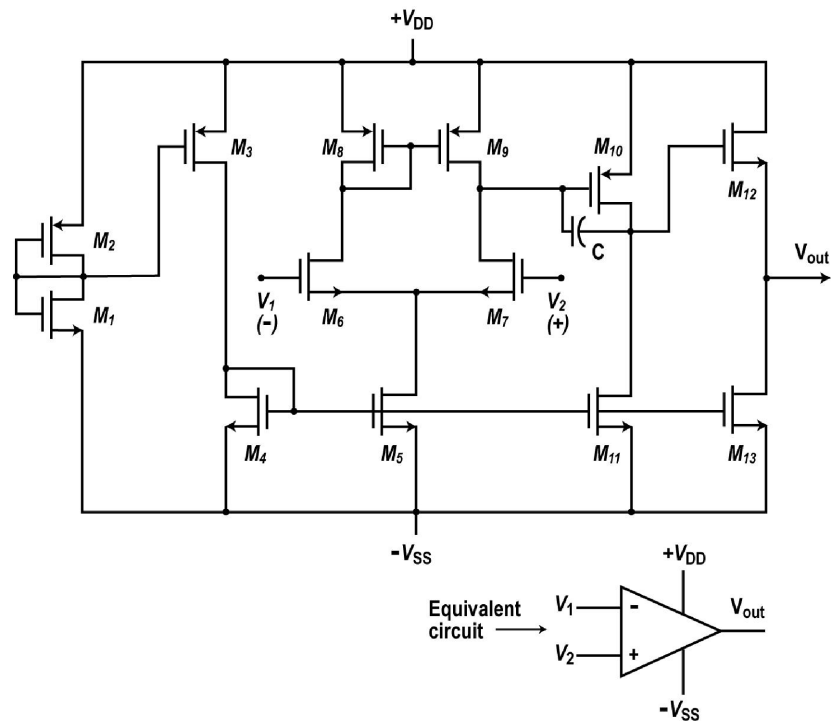 +VDD
M3
M8
M9
M10
M12
M2
C
Vout
V1
(-)
M6
M7
V2
(+)
M1
M4
M5
M11
M13
-VSS
+VDD
Equivalent
circuit
V1
-
Vout
V2
+
-VSS